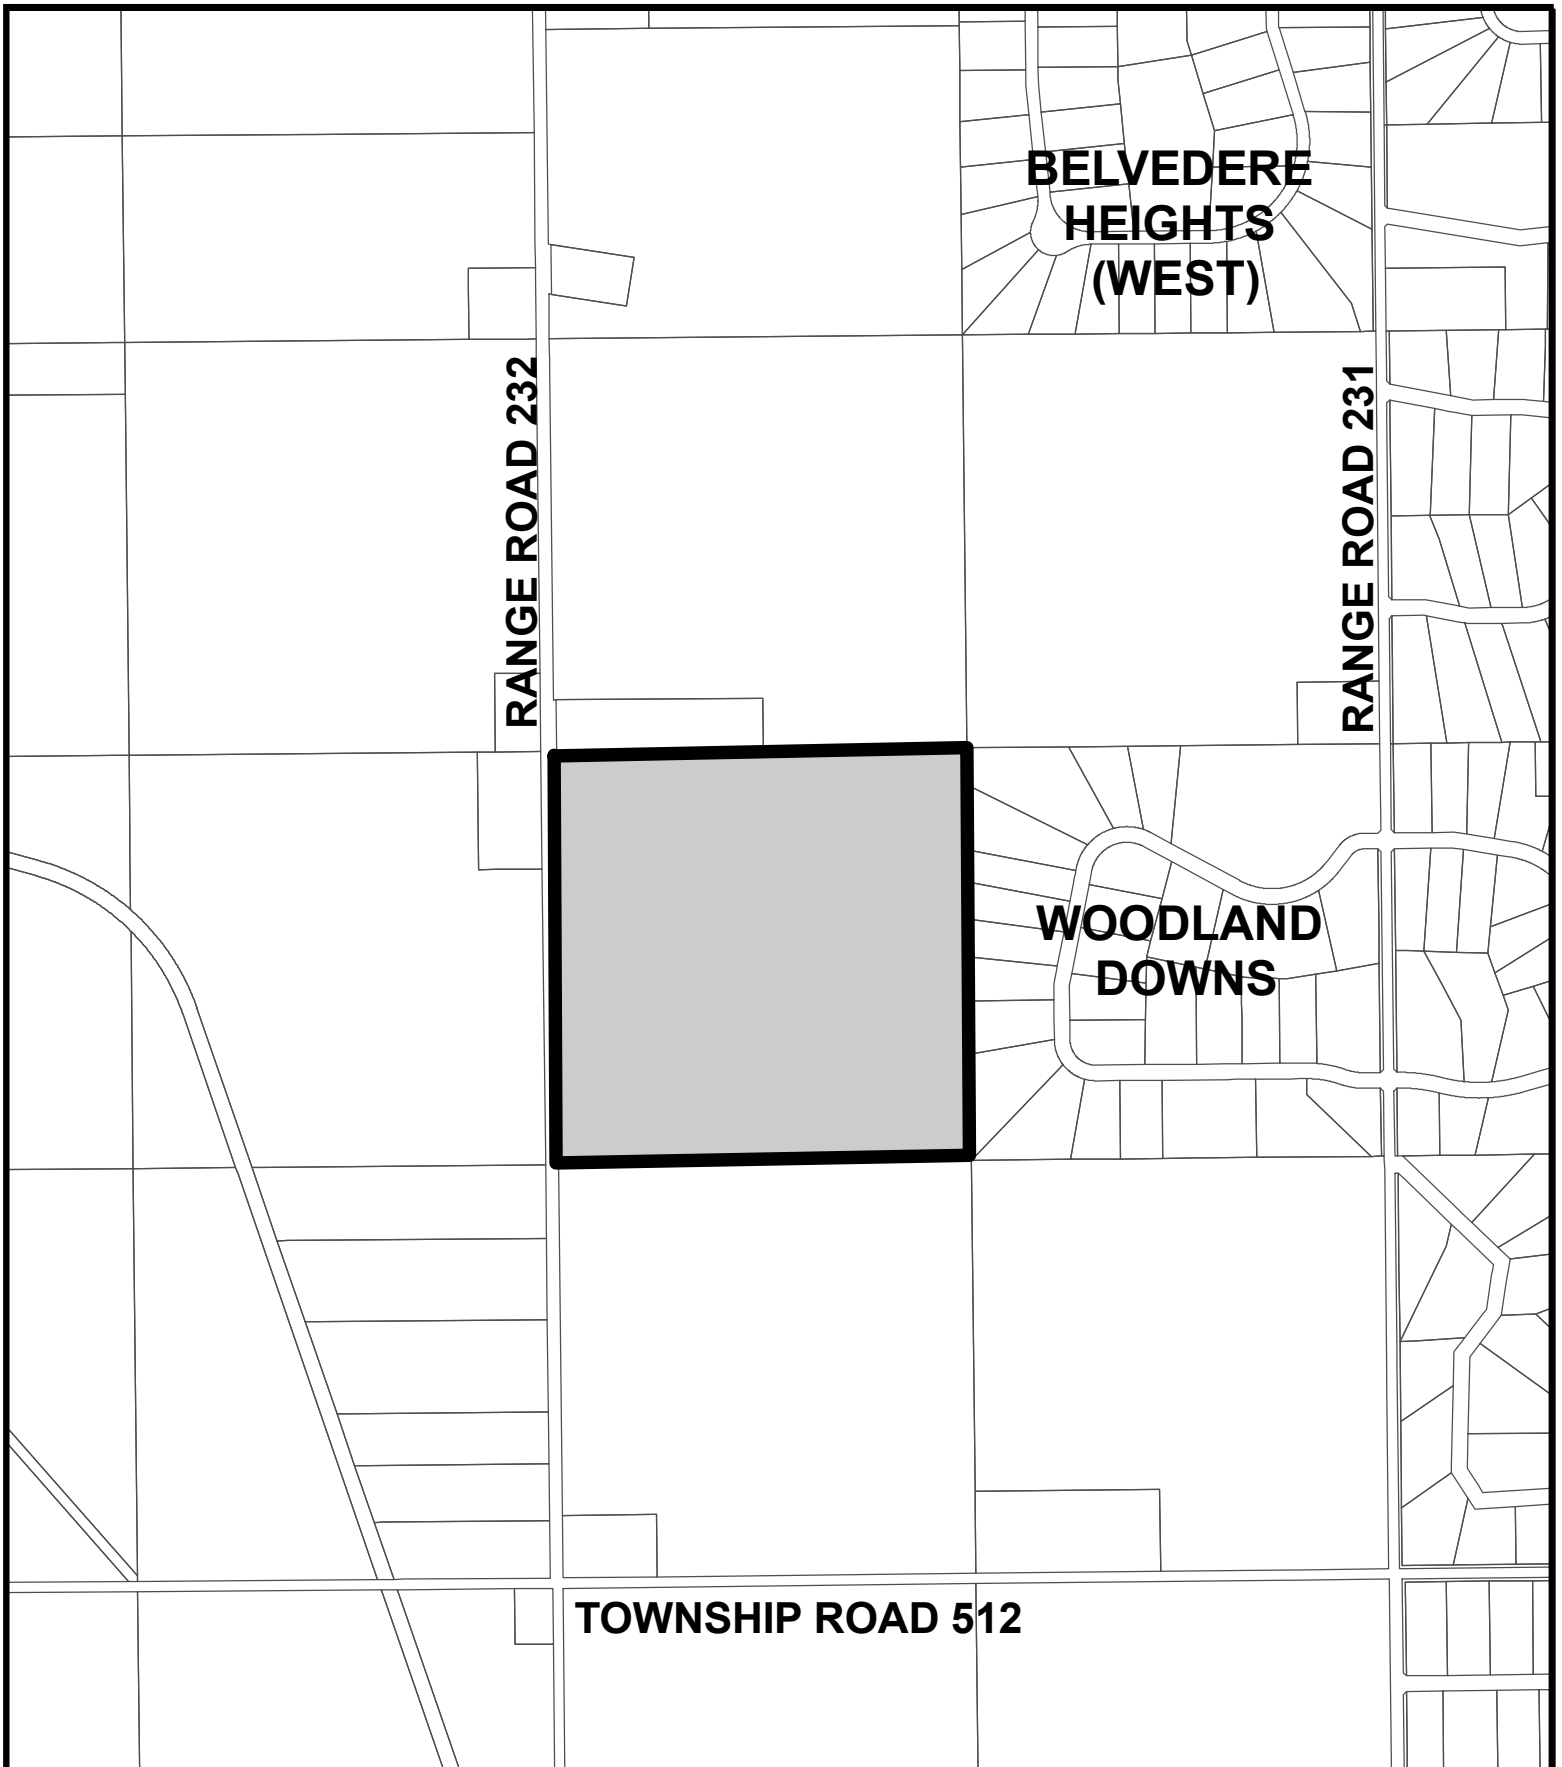 BELVEDERE
HEIGHTS
(WEST)
RANGE ROAD 232
RANGE ROAD 231
WOODLAND
DOWNS
TOWNSHIP ROAD 512